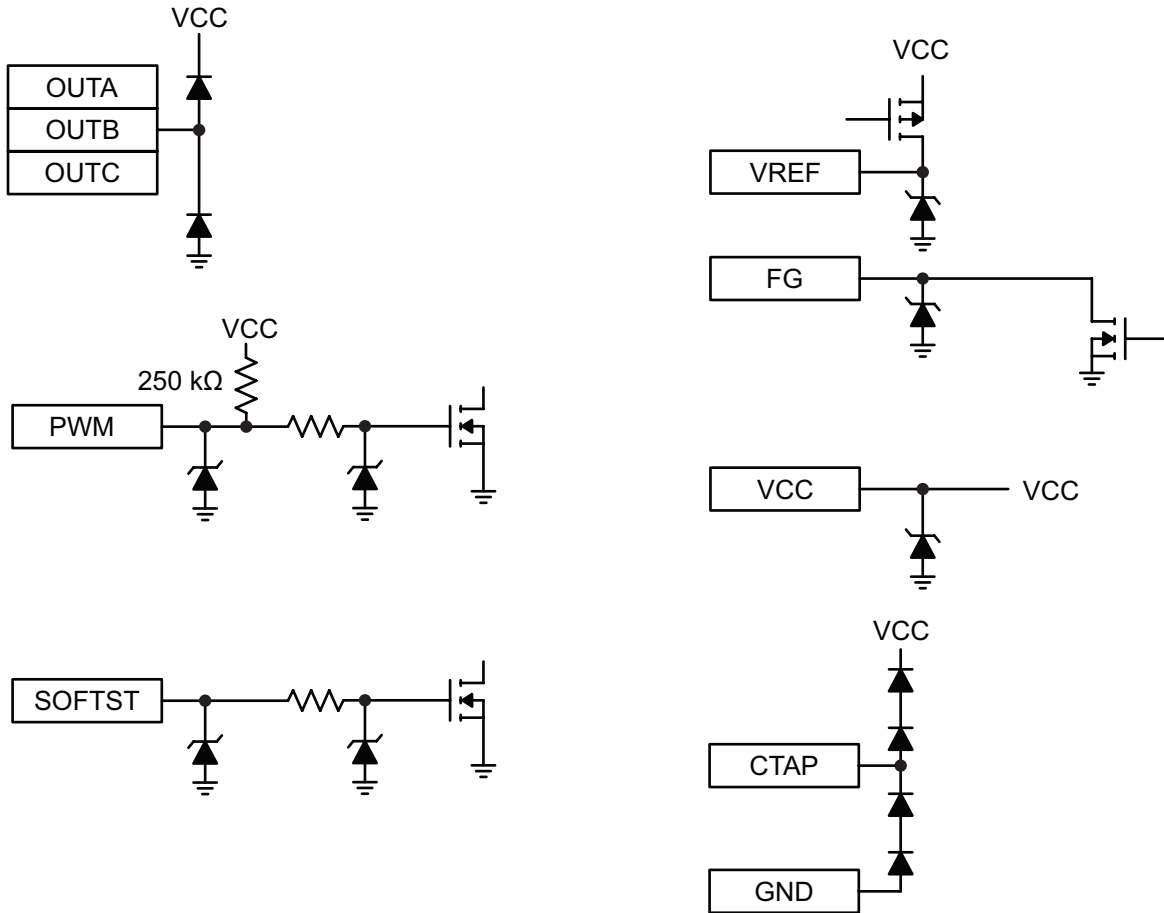 VCC
OUTA
OUTB
OUTC
VCC
250 kΩ
PWM
SOFTST
VCC
VREF
FG
VCC
VCC
VCC
CTAP
GND